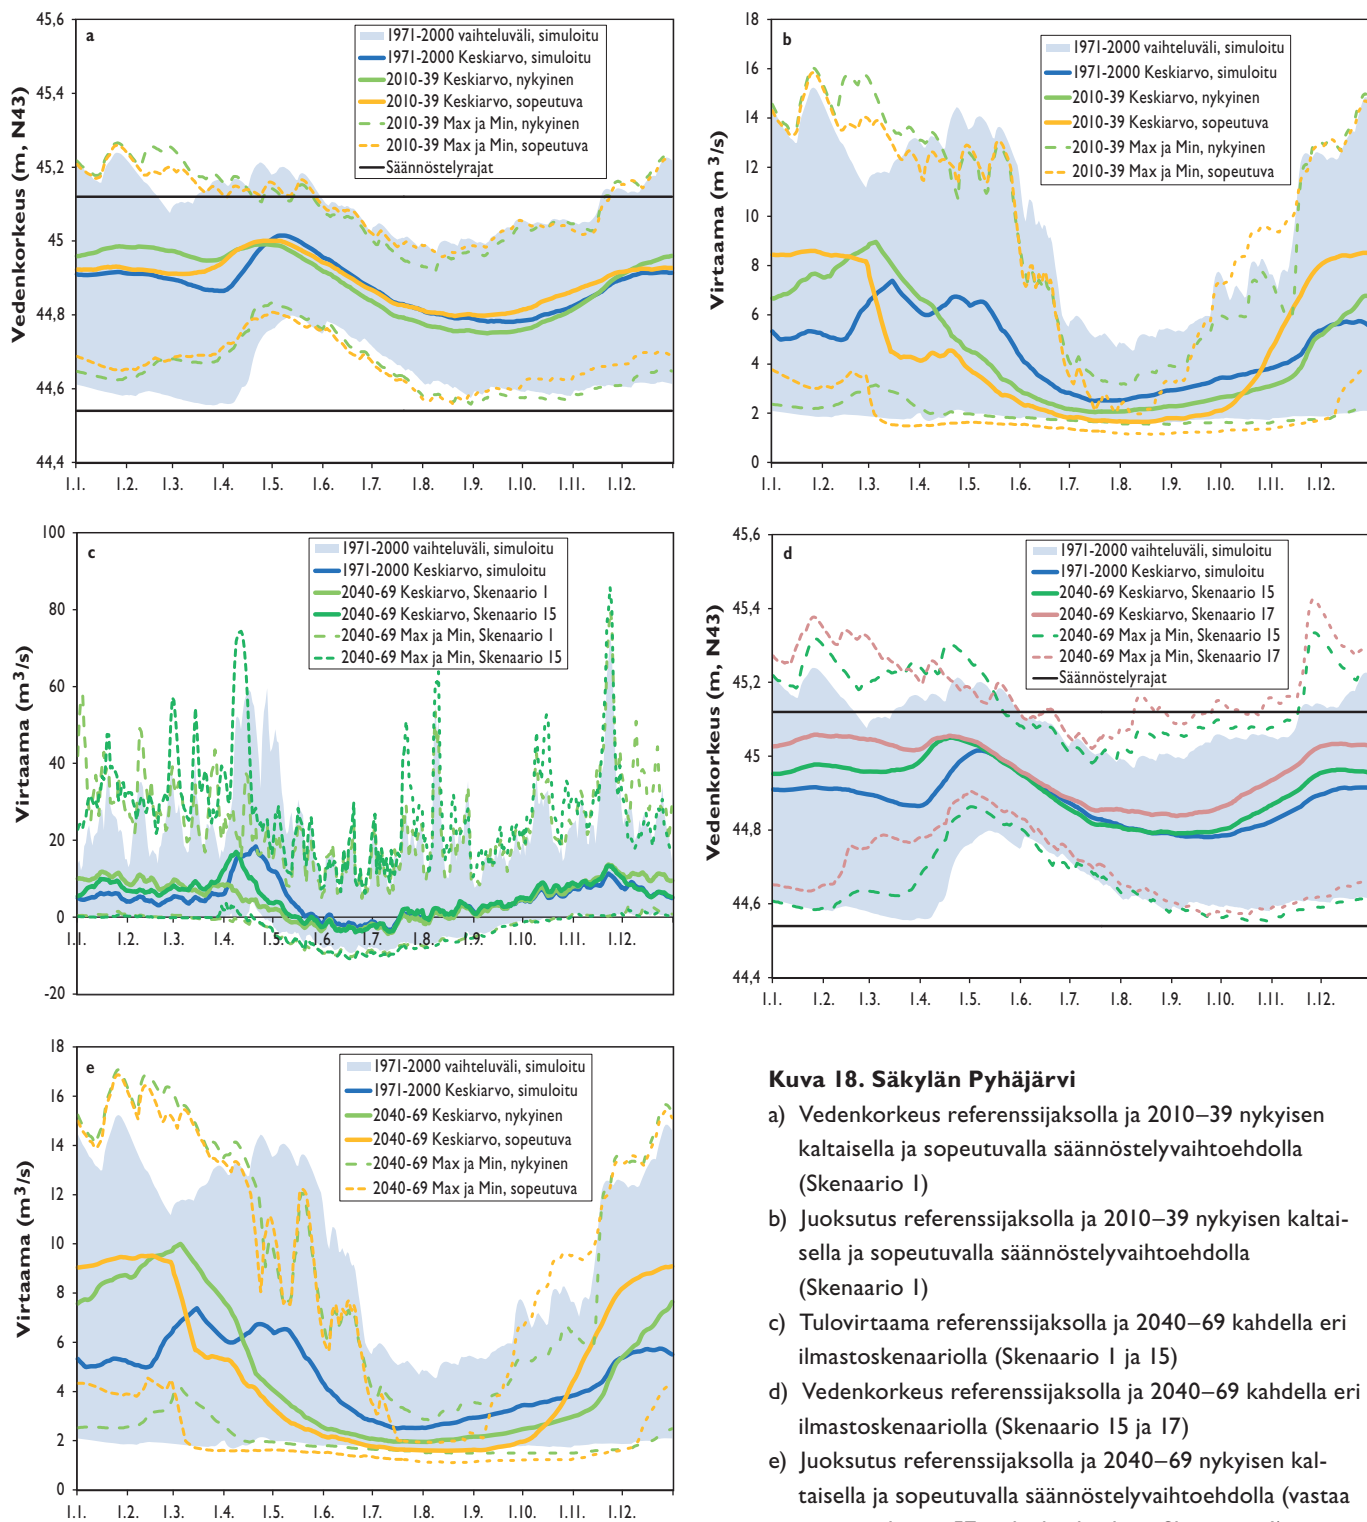 a
Vedenkorkeus (m, N43)
45,6
45,4
45,2
45
44,8
44,6
44,4
1971-2000 vaihteluväli, simuloitu
1971-2000 Keskiarvo, simuloitu
2010-39 Keskiarvo, nykyinen
2010-39 Keskiarvo, sopeutuva
2010-39 Max ja Min, nykyinen
2010-39 Max ja Min, sopeutuva
Säännöstelyrajat
1.1. 1.2. 1.3. 1.4. 1.5. 1.6. 1.7. 1.8. 1.9. 1.10. 1.11. 1.12.
b
Virtaama (m³/s)
18
16
14
12
10
8
6
4
2
0
1971-2000 vaihteluväli, simuloitu
1971-2000 Keskiarvo, simuloitu
2010-39 Keskiarvo, nykyinen
2010-39 Keskiarvo, sopeutuva
2010-39 Max ja Min, nykyinen
2010-39 Max ja Min, sopeutuva
1.1. 1.2. 1.3. 1.4. 1.5. 1.6. 1.7. 1.8. 1.9. 1.10. 1.11. 1.12.
c
Virtaama (m³/s)
100
80
60
40
20
0
-20
1971-2000 vaihteluväli, simuloitu
1971-2000 Keskiarvo, simuloitu
2040-69 Keskiarvo, Skenaario 1
2040-69 Keskiarvo, Skenaario 15
2040-69 Max ja Min, Skenaario 1
2040-69 Max ja Min, Skenaario 15
1.1. 1.2. 1.3. 1.4. 1.5. 1.6. 1.7. 1.8. 1.9. 1.10. 1.11. 1.12.
d
Vedenkorkeus (m, N43)
45,6
45,4
45,2
45
44,8
44,6
44,4
1971-2000 vaihteluväli, simuloitu
1971-2000 Keskiarvo, simuloitu
2040-69 Keskiarvo, Skenaario 15
2040-69 Keskiarvo, Skenaario 17
2040-69 Max ja Min, Skenaario 15
2040-69 Max ja Min, Skenaario 17
Säännöstelyrajat
1.1. 1.2. 1.3. 1.4. 1.5. 1.6. 1.7. 1.8. 1.9. 1.10. 1.11. 1.12.
e
Virtaama (m³/s)
18
16
14
12
10
8
6
4
2
0
1971-2000 vaihteluväli, simuloitu
1971-2000 Keskiarvo, simuloitu
2040-69 Keskiarvo, nykyinen
2040-69 Keskiarvo, sopeutuva
2040-69 Max ja Min, nykyinen
2040-69 Max ja Min, sopeutuva
1.1. 1.2. 1.3. 1.4. 1.5. 1.6. 1.7. 1.8. 1.9. 1.10. 1.11. 1.12.
Kuva 18. Säkylän Pyhäjärvi
a) Vedenkorkeus referenssijaksolla ja 2010–39 nykyisen
kaltaisella ja sopeutuvalla säännöstelyvaihtoehdolla
(Skenaario 1)
b) Juoksutus referenssijaksolla ja 2010–39 nykyisen kaltai-
sella ja sopeutuvalla säännöstelyvaihtoehdolla
(Skenaario 1)
c) Tulovirtaama referenssijaksolla ja 2040–69 kahdella eri
ilmastoskenaariolla (Skenaario 1 ja 15)
d) Vedenkorkeus referenssijaksolla ja 2040–69 kahdella eri
ilmastoskenaariolla (Skenaario 15 ja 17)
e) Juoksutus referenssijaksolla ja 2040–69 nykyisen kal-
taisella ja sopeutuvalla säännöstelyvaihtoehdolla (vastaa